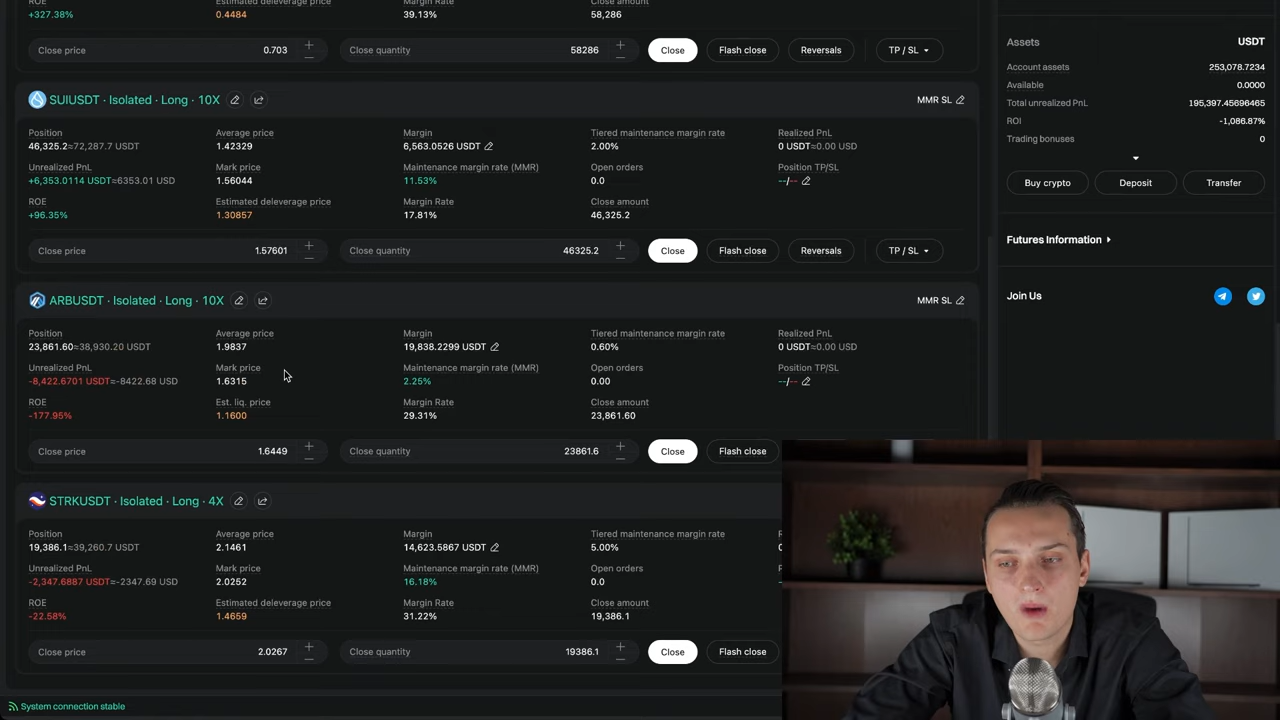 ROE
Estimated deleverage price
Margin Rate
Close amount
+327.38%
0.4484
39.13%
58,286
Close price
0.703
Close quantity
58286
Close
Flash close
Reversals
TP / SL
SUIUSDT · Isolated · Long · 10X
MMR SL
Position
Average price
Margin
Tiered maintenance margin rate
Realized PnL
46,325.2≈72,287.7 USDT
1.42329
6,563.0526 USDT
2.00%
0 USDT≈0.00 USD
Unrealized PnL
Mark price
Maintenance margin rate (MMR)
Open orders
Position TP/SL
+6,353.0114 USDT≈6353.01 USD
1.56044
11.53%
0.0
--/--
ROE
Estimated deleverage price
Margin Rate
Close amount
+96.35%
1.30857
17.81%
46,325.2
Close price
1.57601
Close quantity
46325.2
Close
Flash close
Reversals
TP / SL
ARBUSDT · Isolated · Long · 10X
MMR SL
Position
Average price
Margin
Tiered maintenance margin rate
Realized PnL
23,861.60≈38,930.20 USDT
1.9837
19,838.2299 USDT
0.60%
0 USDT≈0.00 USD
Unrealized PnL
Mark price
Maintenance margin rate (MMR)
Open orders
Position TP/SL
-8,422.6701 USDT≈-8422.68 USD
1.6315
2.25%
0.00
--/--
ROE
Est. liq. price
Margin Rate
Close amount
-177.95%
1.1600
29.31%
23,861.60
Close price
1.6449
Close quantity
23861.6
Close
Flash close
STRKUSDT · Isolated · Long · 4X
Position
Average price
Margin
Tiered maintenance margin rate
19,386.1≈39,260.7 USDT
2.1461
14,623.5867 USDT
5.00%
Unrealized PnL
Mark price
Maintenance margin rate (MMR)
Open orders
-2,347.6887 USDT≈-2347.69 USD
2.0252
16.18%
0.0
ROE
Estimated deleverage price
Margin Rate
Close amount
-22.58%
1.4659
31.22%
19,386.1
Close price
2.0267
Close quantity
19386.1
Close
Flash close
System connection stable
Assets
USDT
Account assets
253,078.7234
Available
0.0000
Total unrealized PnL
195,397.45696465
ROI
-1,086.87%
Trading bonuses
0
Buy crypto
Deposit
Transfer
Futures Information
Join Us